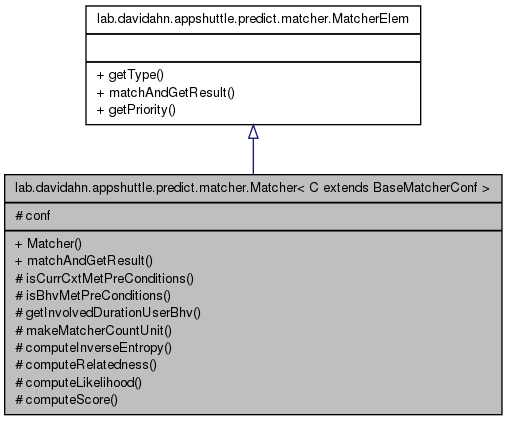 lab.davidahn.appshuttle.predict.matcher.MatcherElem
+ getType()
+ matchAndGetResult()
+ getPriority()
lab.davidahn.appshuttle.predict.matcher.Matcher< C extends BaseMatcherConf >
# conf
+ Matcher()
+ matchAndGetResult()
# isCurrCxtMetPreConditions()
# isBhvMetPreConditions()
# getInvolvedDurationUserBhv()
# makeMatcherCountUnit()
# computeInverseEntropy()
# computeRelatedness()
# computeLikelihood()
# computeScore()